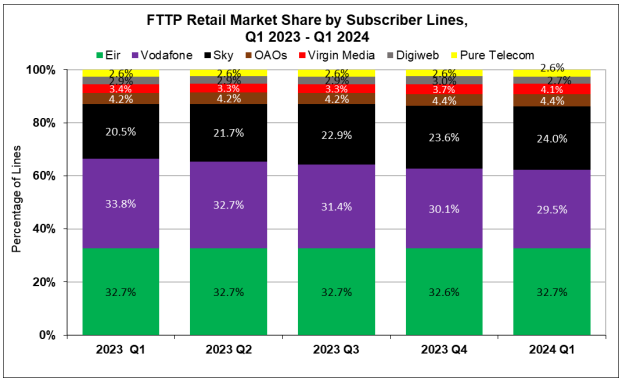 FTTP Retail Market Share by Subscriber Lines,
Q1 2023 - Q1 2024
Eir Vodafone Sky OAOs Virgin Media Digiweb Pure Telecom
Percentage of Lines
100%
80%
60%
40%
20%
0%
2.6% 2.6% 2.6% 2.6% 2.6%
2.9% 2.9% 2.9% 3.0% 2.7%
3.4% 3.3% 3.3% 3.7% 4.1%
4.2% 4.2% 4.2% 4.4% 4.4%
20.5% 21.7% 22.9% 23.6% 24.0%
33.8% 32.7% 31.4% 30.1% 29.5%
32.7% 32.7% 32.7% 32.6% 32.7%
2023 Q1 2023 Q2 2023 Q3 2023 Q4 2024 Q1